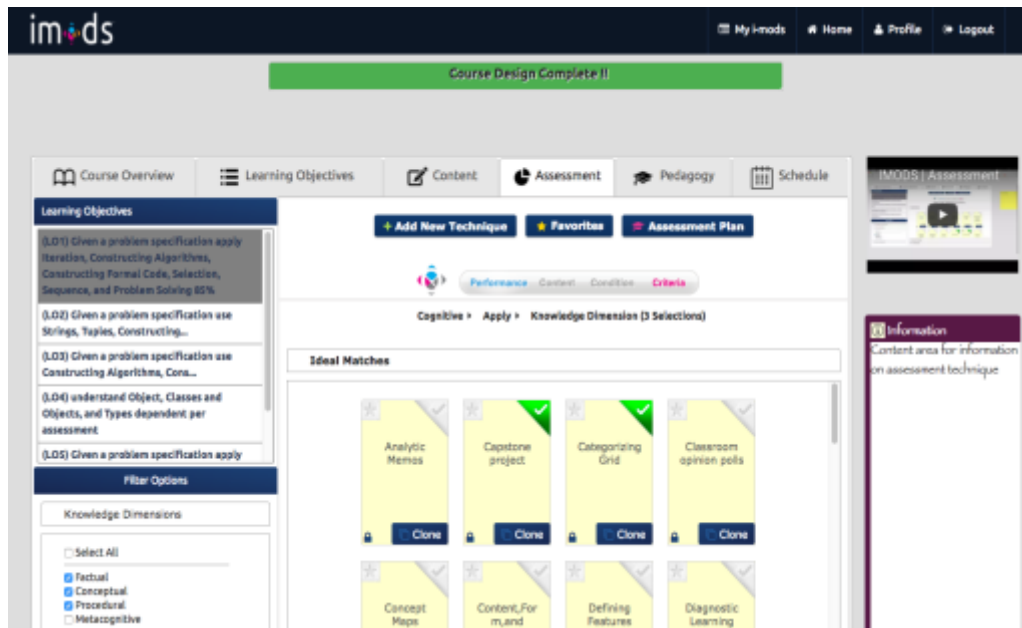 imods
My i-mods Home Profile Logout
Course Design Complete !!
Course Overview Learning Objectives Content Assessment Pedagogy Schedule
IMODS | Assessment
Learning Objectives
(LO1) Given a problem specification apply
Iteration, Constructing Algorithms,
Constructing Formal Code, Selection,
Sequence, and Problem Solving 85%
(LO2) Given a problem specification use
Strings, Tuples, Constructing...
(LO3) Given a problem specification use
Constructing Algorithms, Cons...
(LO4) understand Object, Classes and
Objects, and Types dependent per
assessment
(LO5) Given a problem specification apply
Filter Options
Knowledge Dimensions
Select All
Factual
Conceptual
Procedural
Metacognitive
+ Add New Technique Favorites Assessment Plan
Performance Content Condition Criteria
Cognitive Apply Knowledge Dimension (3 Selections)
Ideal Matches
Analytic
Memos
Clone
Capstone
project
Clone
Categorizing
Grid
Clone
Classroom
opinion polls
Clone
Concept
Maps
Content,For
m,and
Defining
Features
Diagnostic
Learning
Information
Content area for information
on assessment technique